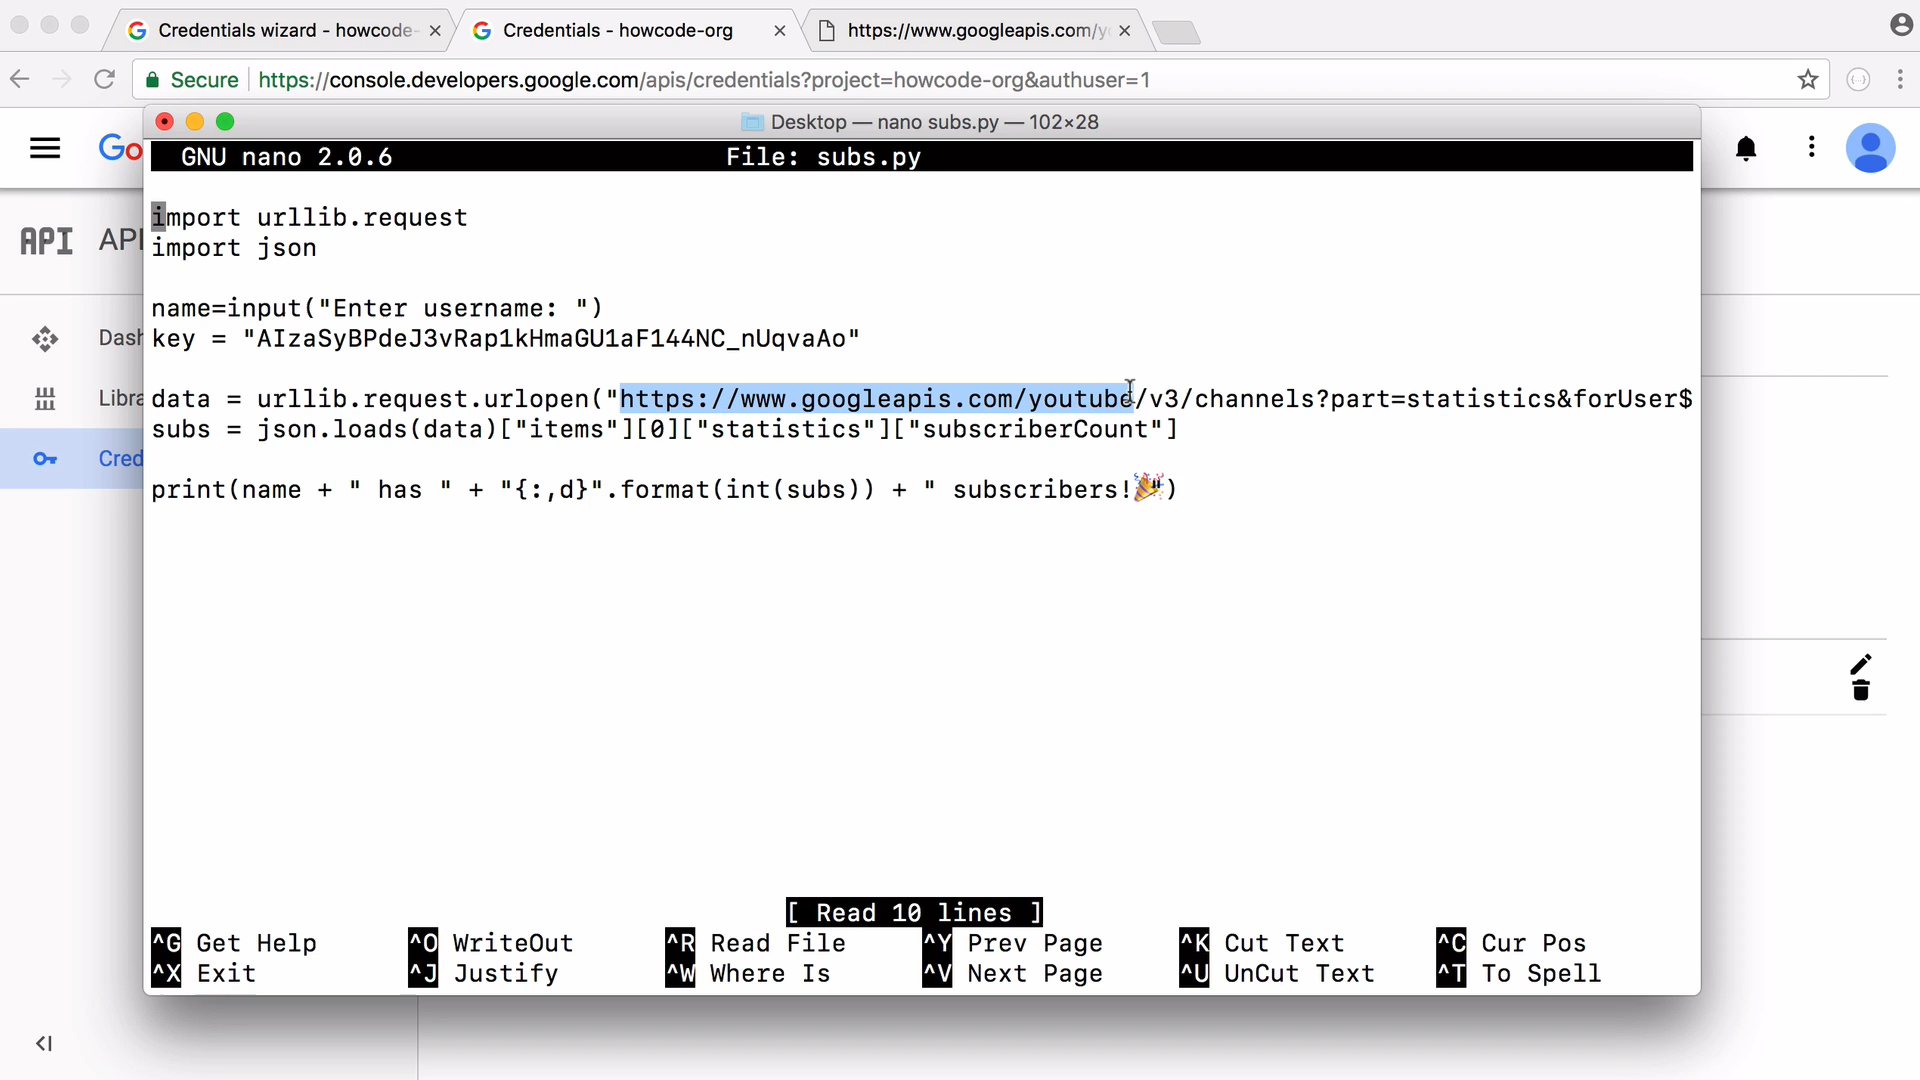 Credentials wizard - howcode-
Credentials - howcode-org
https://www.googleapis.com/y
Secure https://console.developers.google.com/apis/credentials?project=howcode-org&authuser=1
Desktop — nano subs.py — 102×28
Go
GNU nano 2.0.6 File: subs.py
import urllib.request
API API
import json
name=input("Enter username: ")
Dash
key = "AIzaSyBPdeJ3vRap1kHmaGU1aF144NC_nUqvaAo"
Libra
data = urllib.request.urlopen("https://www.googleapis.com/youtube/v3/channels?part=statistics&forUser$
subs = json.loads(data)["items"][0]["statistics"]["subscriberCount"]
Cred
print(name + " has " + "{:,d}".format(int(subs)) + " subscribers!🎉")
[ Read 10 lines ]
^G Get Help ^O WriteOut ^R Read File ^Y Prev Page ^K Cut Text ^C Cur Pos
^X Exit ^J Justify ^W Where Is ^V Next Page ^U UnCut Text ^T To Spell